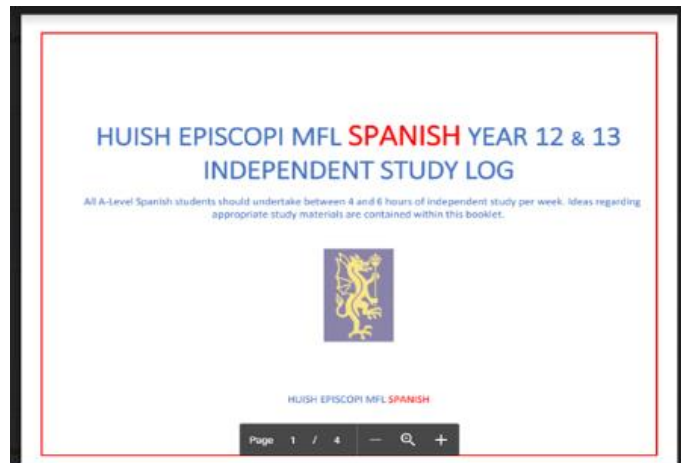 HUISH EPISCOPI MFL SPANISH YEAR 12 & 13
INDEPENDENT STUDY LOG
All A-Level Spanish students should undertake between 4 and 6 hours of independent study per week. Ideas regarding
appropriate study materials are contained within this booklet.
HUISH EPISCOPI MFL SPANISH
Page 1 / 4